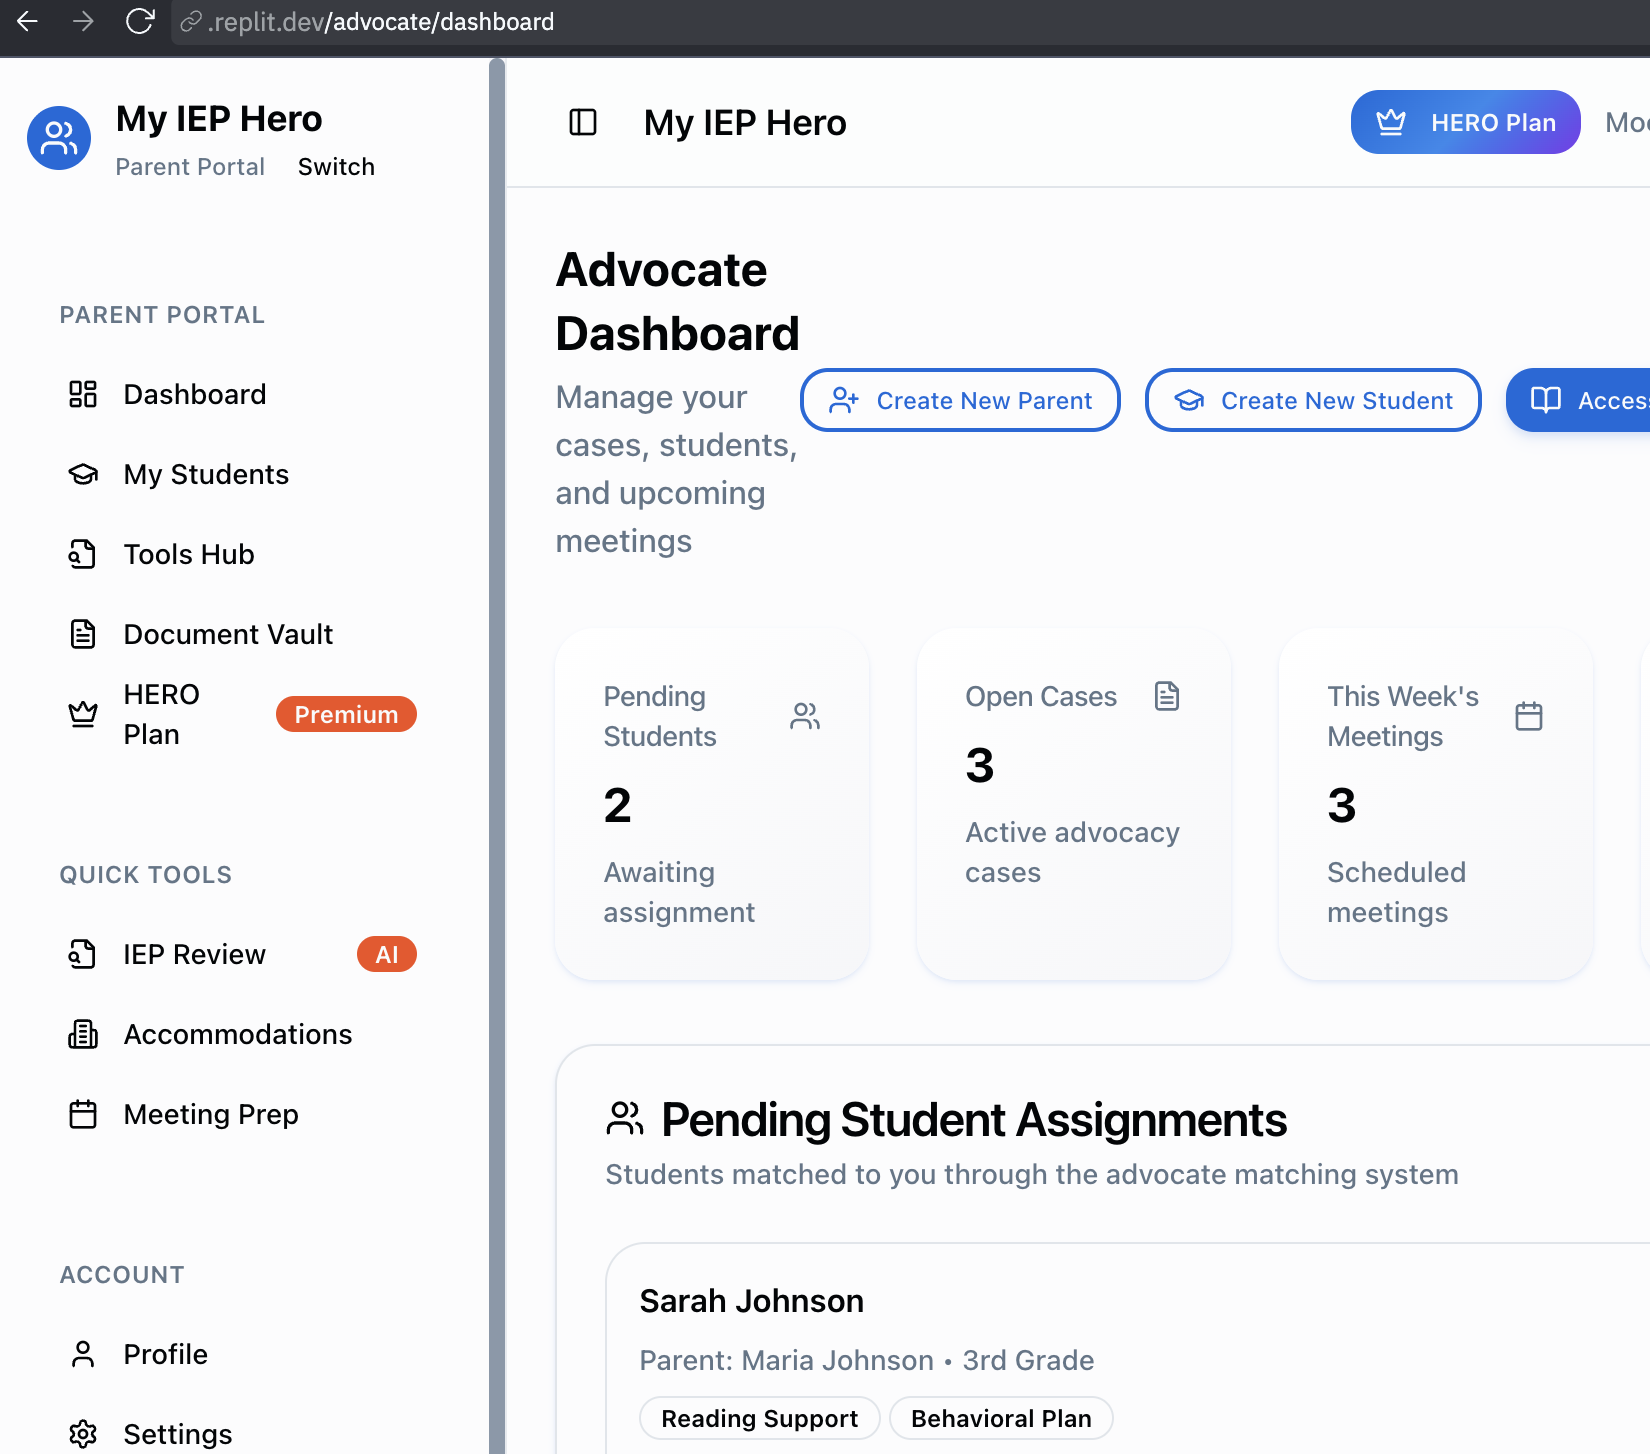 .replit.dev/advocate/dashboard
My IEP Hero
Parent Portal Switch
PARENT PORTAL
Dashboard
My Students
Tools Hub
Document Vault
HERO
Plan
Premium
QUICK TOOLS
IEP Review AI
Accommodations
Meeting Prep
ACCOUNT
Profile
Settings
My IEP Hero
HERO Plan
Advocate
Dashboard
Manage your
cases, students,
and upcoming
meetings
Create New Parent
Create New Student
Pending
Students
2
Awaiting
assignment
Open Cases
3
Active advocacy
cases
This Week's
Meetings
3
Scheduled
meetings
Pending Student Assignments
Students matched to you through the advocate matching system
Sarah Johnson
Parent: Maria Johnson • 3rd Grade
Reading Support Behavioral Plan